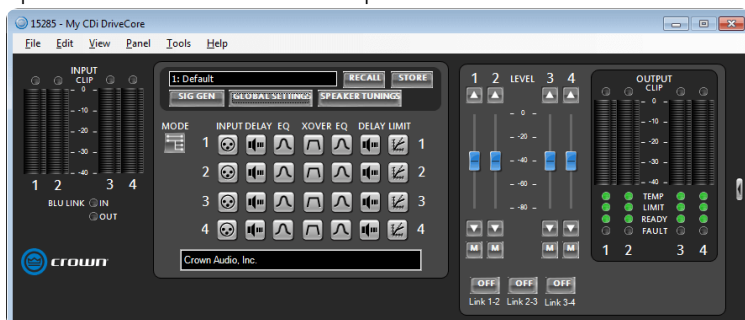 15285 - My CDi DriveCore
File Edit View Panel Tools Help
INPUT
CLIP
0
-10
-20
-30
-40
1 2 3 4
BLU LINK IN
OUT
crown
1: Default RECALL STORE
SIG GEN GLOBAL SETTINGS SPEAKER TUNINGS
MODE INPUT DELAY EQ XOVER EQ DELAY LIMIT
1 1
2 2
3 3
4 4
Crown Audio, Inc.
1 2 LEVEL 3 4
0
-20
-40
-60
-80
M M M M
OFF OFF OFF
Link 1-2 Link 2-3 Link 3-4
OUTPUT
CLIP
0
-10
-20
-30
-40
TEMP
LIMIT
READY
FAULT
1 2 3 4